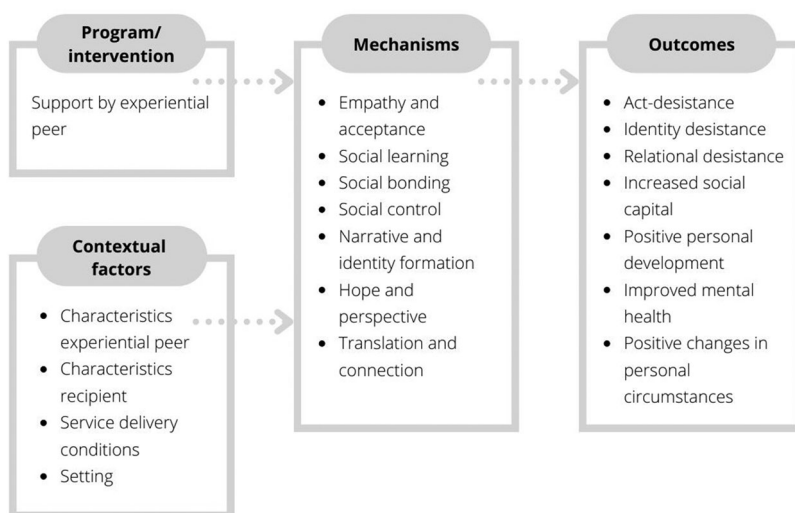 Program/
intervention
Support by experiential
peer
Contextual
factors
• Characteristics
experiential peer
• Characteristics
recipient
• Service delivery
conditions
• Setting
Mechanisms
• Empathy and
acceptance
• Social learning
• Social bonding
• Social control
• Narrative and
identity formation
• Hope and
perspective
• Translation and
connection
Outcomes
• Act-desistance
• Identity desistance
• Relational desistance
• Increased social
capital
• Positive personal
development
• Improved mental
health
• Positive changes in
personal
circumstances